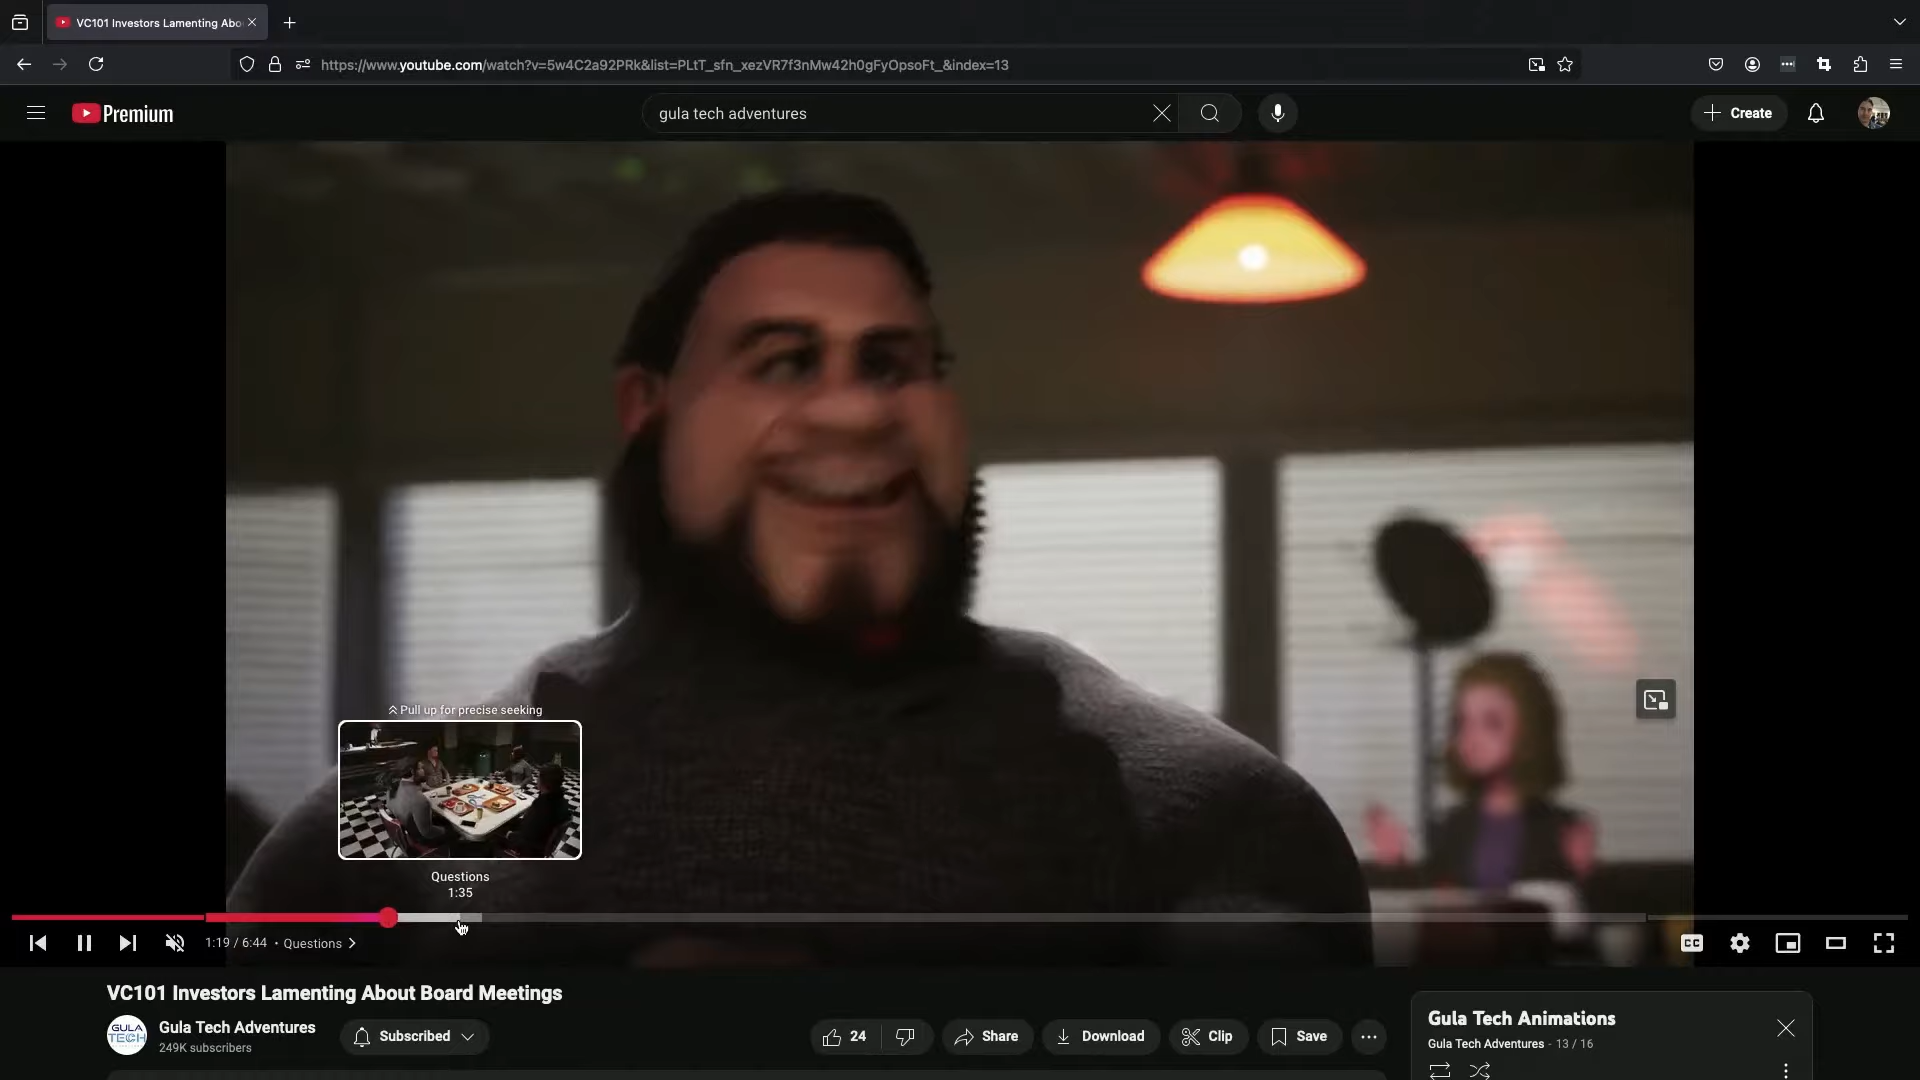 VC101 Investors Lamenting Abo
https://www.youtube.com/watch?v=5w4C2a92PRk&list=PLtT_sfn_xezVR7f3nMw42h0gFyOpsoFt_&index=13
Premium
gula tech adventures
Create
Pull up for precise seeking
Questions
1:35
1:19 / 6:44 • Questions
CC
VC101 Investors Lamenting About Board Meetings
GULA
TECH
Gula Tech Adventures
249K subscribers
Subscribed
24
Share
Download
Clip
Save
Gula Tech Animations
Gula Tech Adventures - 13 / 16